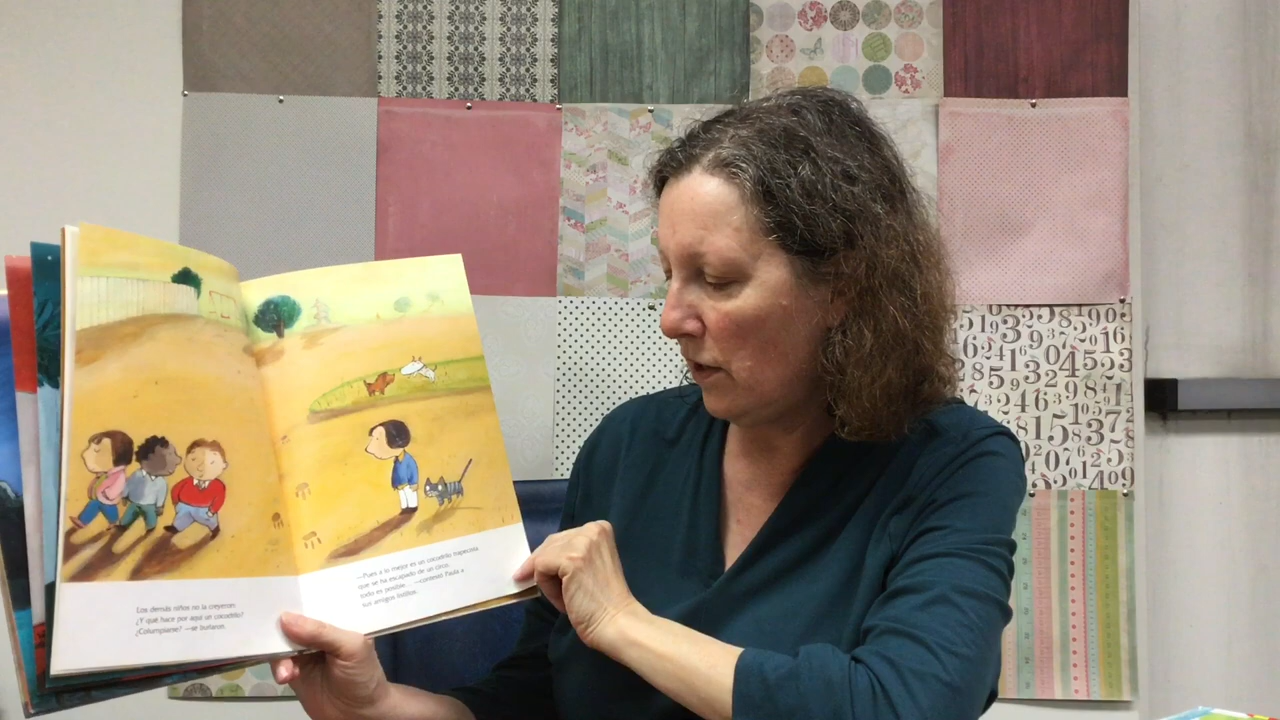 Los demás niños no la creyeron.
¿Y qué hace por aquí un cocodrilo?
¿Columpiarse? —se burlaron.
—Pues a lo mejor es un cocodrilo trapecista
que se ha escapado de un circo,
todo es posible... —contestó Paula a
sus amigos listillos.